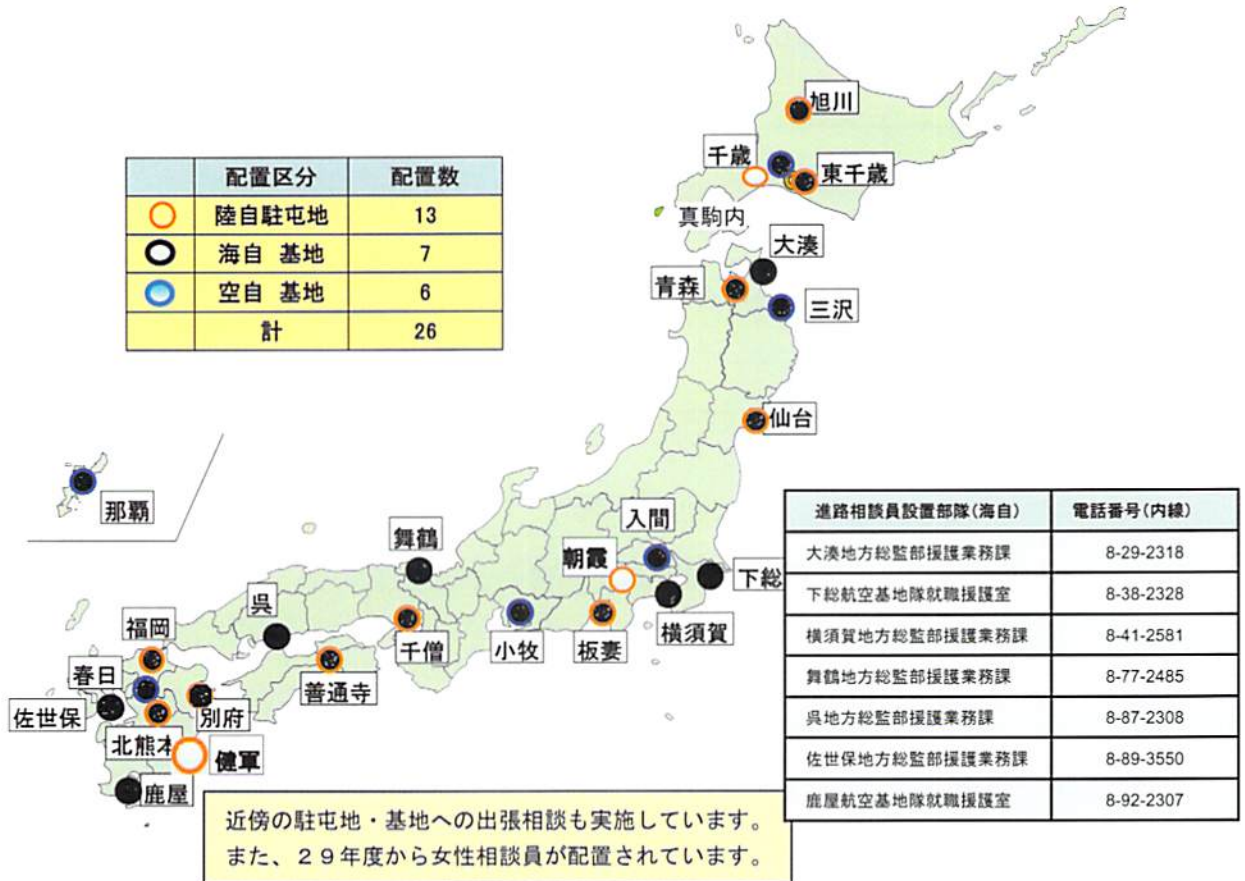 配置区分 配置数
陸自駐屯地 13
海自 基地 7
空自 基地 6
計 26
旭川
千歳
東千歳
真駒内
大湊
青森
三沢
仙台
那覇
入間
舞鶴
朝霞
下総
呉
福岡
千僧
小牧
板妻
横須賀
春日
善通寺
佐世保
別府
北熊本
健軍
鹿屋
進路相談員設置部隊(海自) 電話番号(内線)
大湊地方総監部援護業務課 8-29-2318
下総航空基地隊就職援護室 8-38-2328
横須賀地方総監部援護業務課 8-41-2581
舞鶴地方総監部援護業務課 8-77-2485
呉地方総監部援護業務課 8-87-2308
佐世保地方総監部援護業務課 8-89-3550
鹿屋航空基地隊就職援護室 8-92-2307
近傍の駐屯地・基地への出張相談も実施しています。
また、29年度から女性相談員が配置されています。